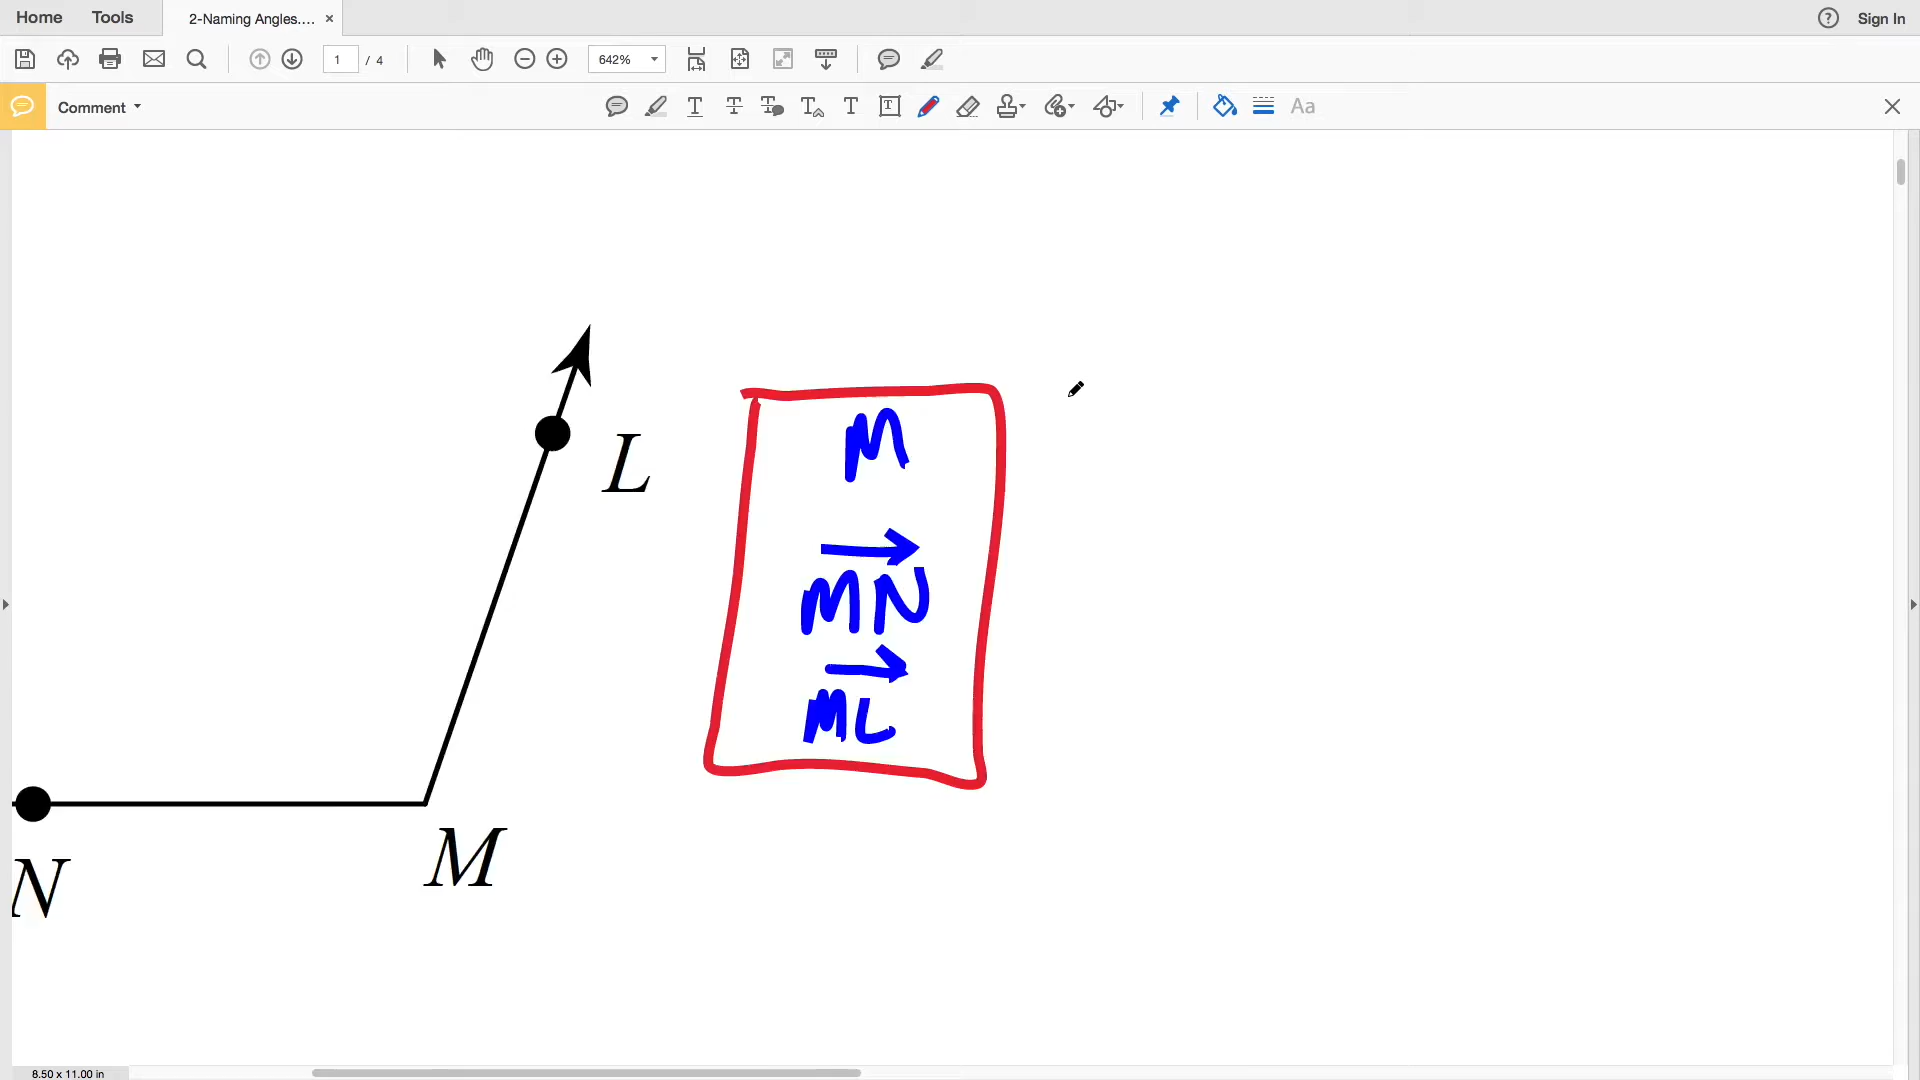 Home Tools 2-Naming Angles.... × ? Sign In
1 / 4 642%
Comment T T T T T T Aa
L
M
MN
ML
M
N
8.50 x 11.00 in